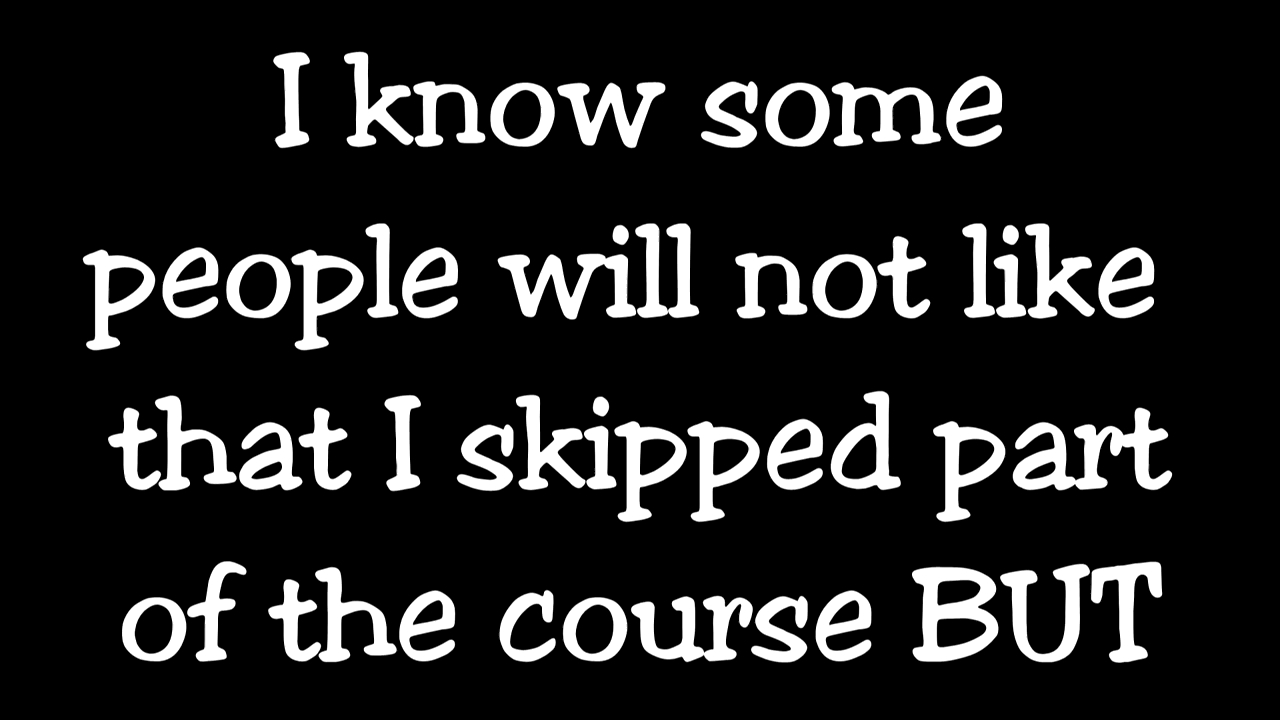 I know some
people will not like
that I skipped part
of the course BUT